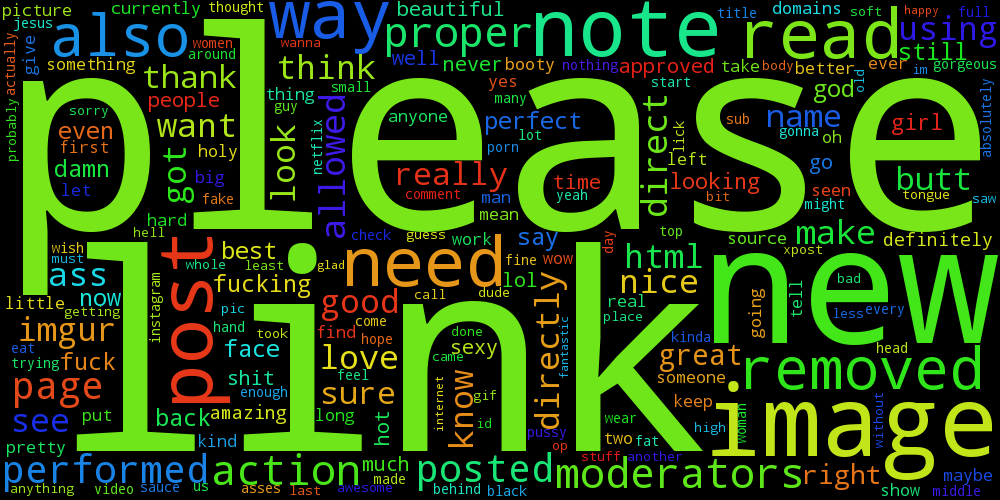 picture currently thought way beautiful note title domains soft happy full
jesus also women wanna proper read using
give something around thank think well never booty nothing approved take body better ever still im gorgeous
actually people thing guy small yes many start god old
probably sorry want look netflix allowed anyone perfect direct sub gonna name girl absolutely
even first got holy lot porn lick oh
damn let big fake really comment man time yeah left looking bit go seen might butt tongue saw
hard hell mean top source make xpost definitely
please
wish must ass whole best least glad check guess work say fine wow day html
link
new
little now getting post fucking instagram need lol nice real place going tell bad less every
imgur pic hand took good find come hope call dude directly fantastic kinda
eat trying fuck face love feel done came sexy great someone head removed
page shit enough sure know internet gif id keep woman image
see put back amazing long hot wear two high without
pretty kind pussy op fat stuff another
performed action much made posted moderators right maybe
anything video sauce us asses last awesome behind black show middle